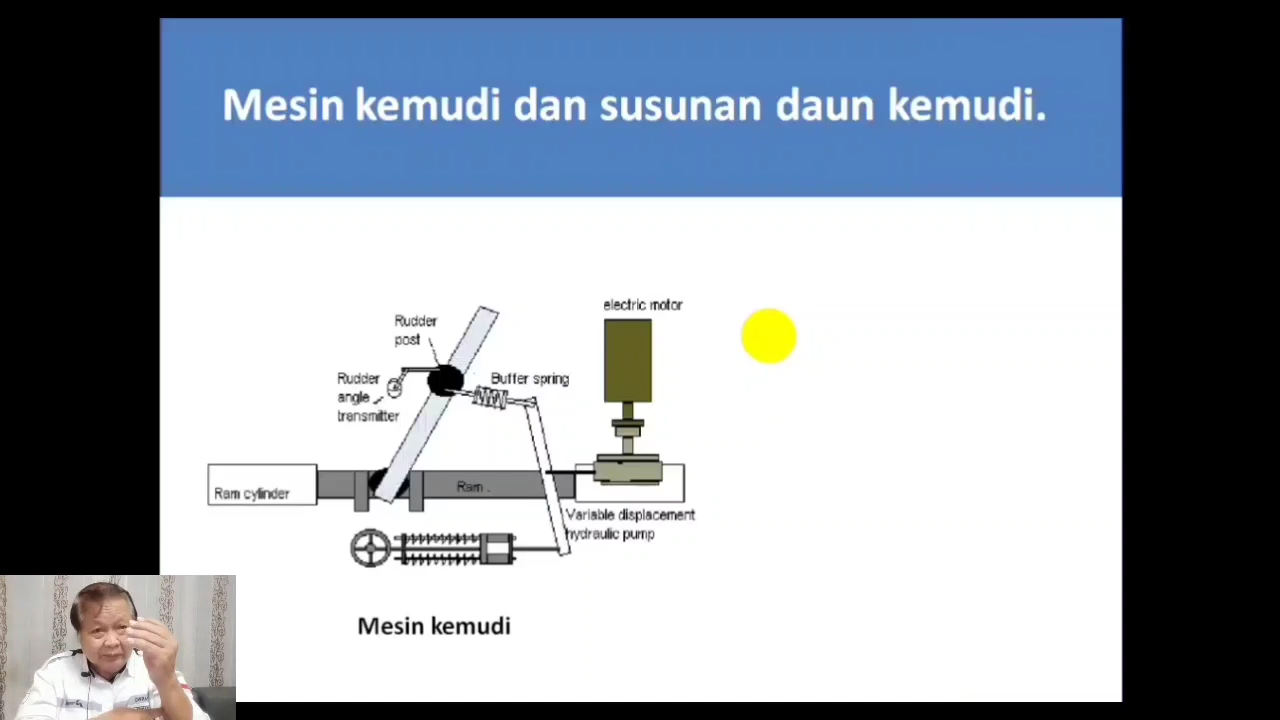 Mesin kemudi dan susunan daun kemudi.
electric motor
Rudder
post
Rudder
angle
transmitter
Buffer spring
Ram cylinder
Ram .
Variable displacement
hydraulic pump
Mesin kemudi